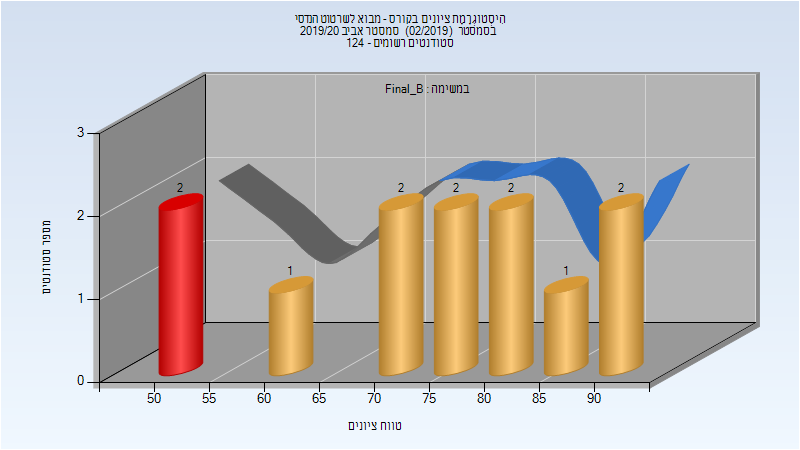 היסטוגרמת ציונים בקורס - מבוא לשרטוט הנדסי
בסמסטר (02/2019) סמסטר אביב 2019/20
סטודנטים רשומים - 124
במשימה : Final_B
3
2
1
0
מספר סטודנטים
2
1
2
2
2
1
2
50 55 60 65 70 75 80 85 90
טווח ציונים